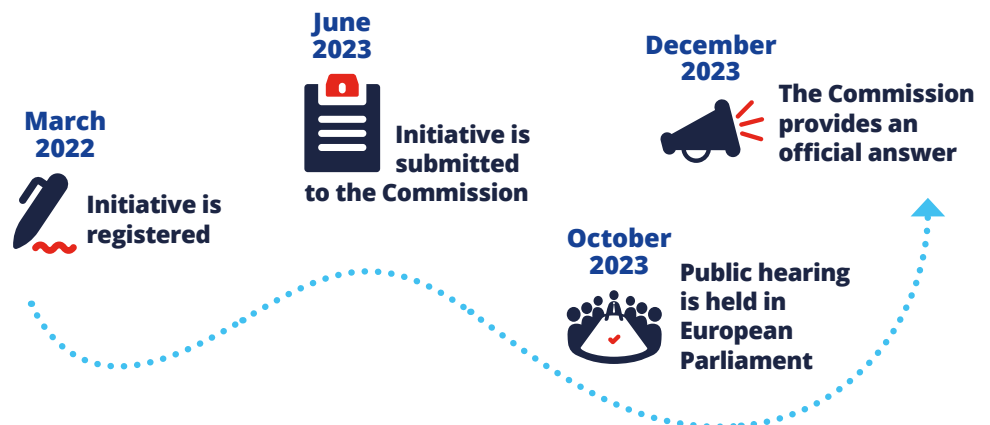 March
2022
Initiative is
registered
June
2023
Initiative is
submitted
to the Commission
October
2023
Public hearing
is held in
European
Parliament
December
2023
The Commission
provides an
official answer